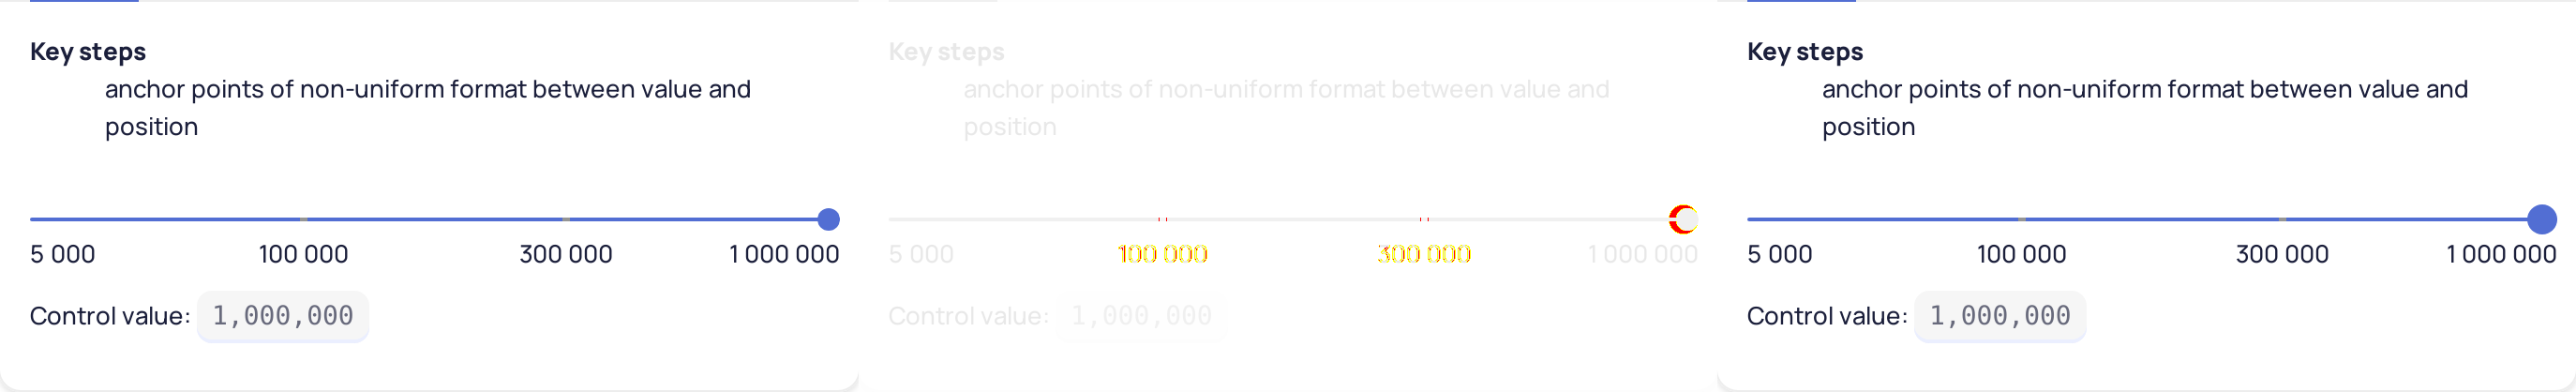 Key steps
anchor points of non-uniform format between value and
position
5 000 100 000 300 000 1 000 000
Control value: 1,000,000
Key steps
anchor points of non-uniform format between value and
position
5 000 100 000 300 000 1 000 000
Control value: 1,000,000
Key steps
anchor points of non-uniform format between value and
position
5 000 100 000 300 000 1 000 000
Control value: 1,000,000